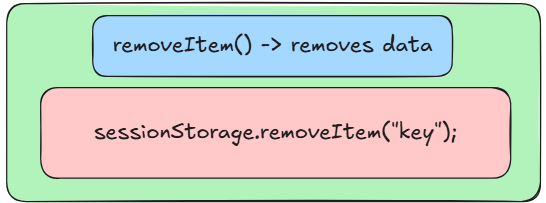 removeItem() -> removes data
sessionStorage.removeItem("key");